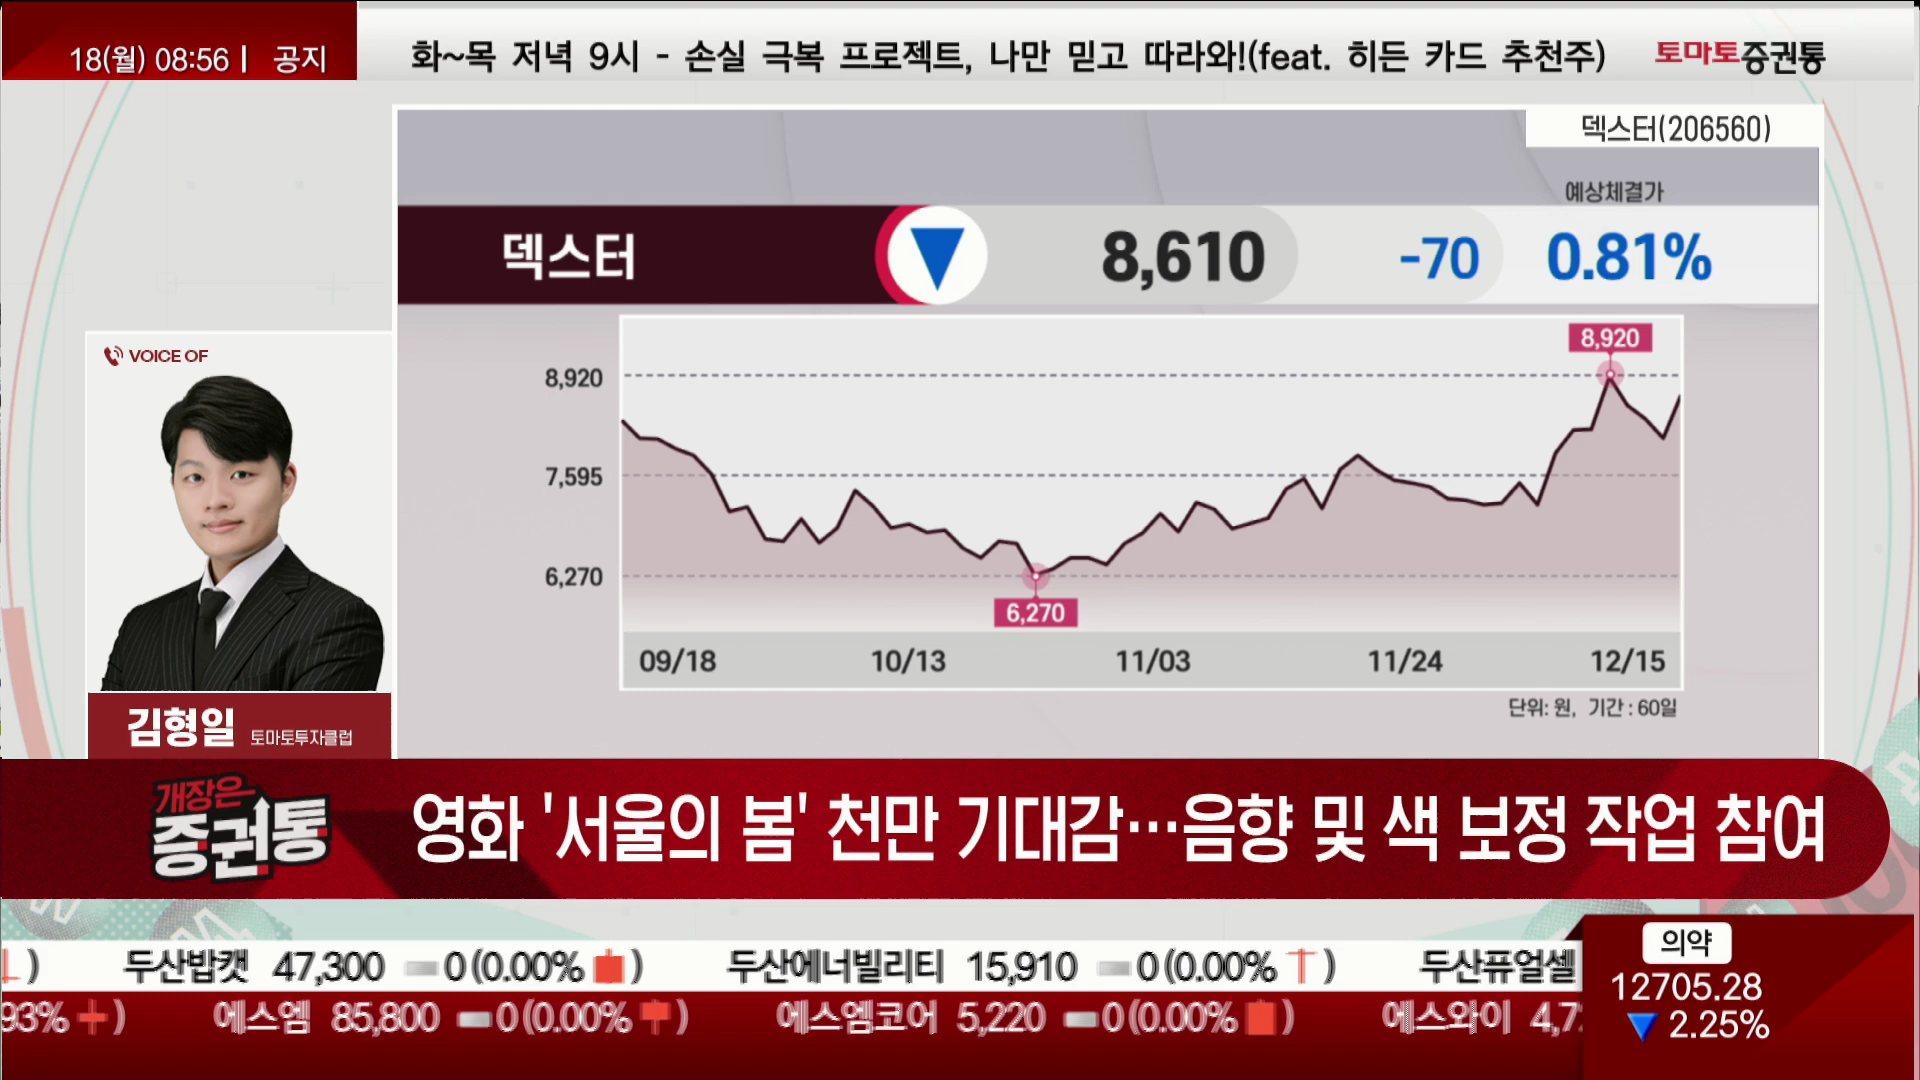 18(월) 08:56 | 공지
화~목 저녁 9시 - 손실 극복 프로젝트, 나만 믿고 따라와!(feat. 히든 카드 추천주)
토마토증권통
덱스터(206560)
예상체결가
덱스터 ▼ 8,610 -70 0.81%
8,920
8,920
7,595
6,270
6,270
09/18 10/13 11/03 11/24 12/15
단위: 원, 기간 : 60일
VOICE OF
김형일 토마토투자클럽
개장은
증권통
영화 '서울의 봄' 천만 기대감…음향 및 색 보정 작업 참여
) 두산밥캣 47,300 0(0.00% ) 두산에너빌리티 15,910 0(0.00% ) 두산퓨얼셀
93% ) 에스엠 85,800 0(0.00% ) 에스엠코어 5,220 0(0.00% ) 에스와이 4,7
의약
12705.28
▼ 2.25%